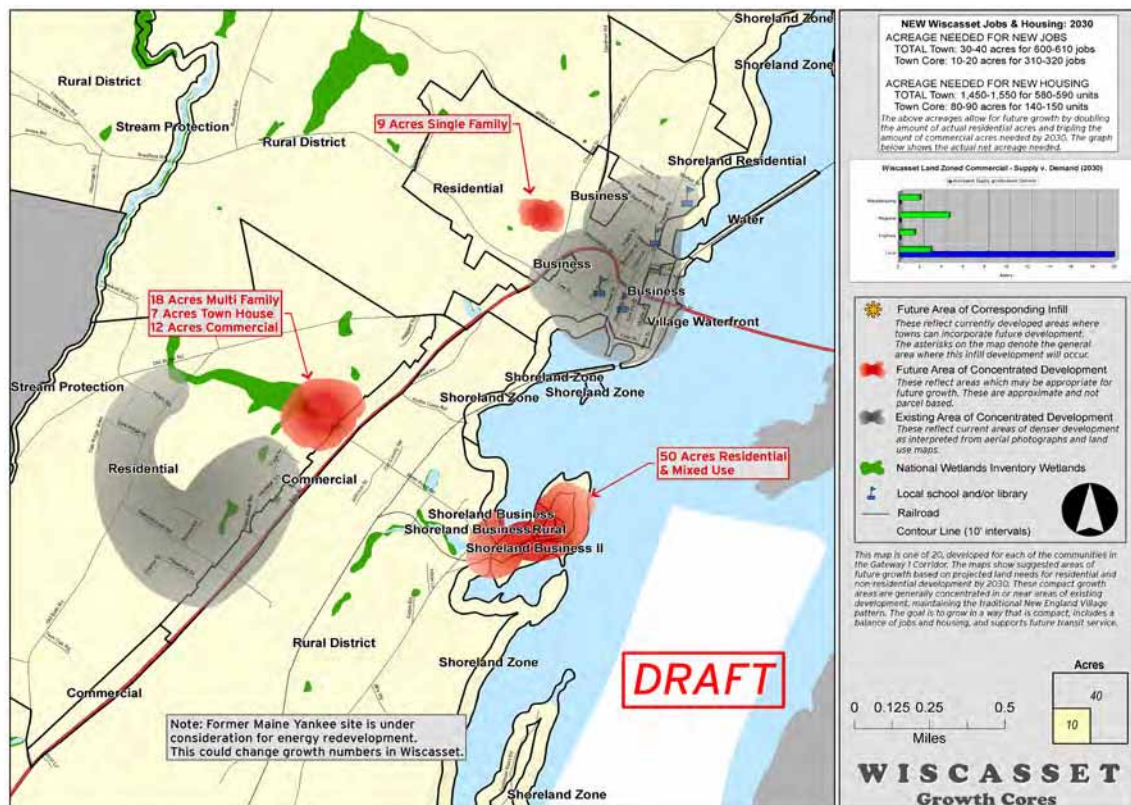 Shoreland Zone
Shoreland Zone
Rural District
Stream Protection
Rural District
9 Acres Single Family
Shoreland Residential
Residential
Business
Water
Business
Business
Village Waterfront
18 Acres Multi Family
7 Acres Town House
12 Acres Commercial
Stream Protection
Shoreland Zone
Shoreland Zone
Shoreland Zone
Residential
Commercial
50 Acres Residential
& Mixed Use
Shoreland Business
Shoreland Business Rural
Shoreland Business II
Rural District
Shoreland Zone
DRAFT
Commercial
Note: Former Maine Yankee site is under
consideration for energy redevelopment.
This could change growth numbers in Wiscasset.
Shoreland Zone
NEW Wiscasset Jobs & Housing: 2030
ACREAGE NEEDED FOR NEW JOBS
TOTAL Town: 30-40 acres for 600-610 jobs
Town Core: 10-20 acres for 310-320 jobs
ACREAGE NEEDED FOR NEW HOUSING
TOTAL Town: 1,450-1,550 for 580-590 units
Town Core: 80-90 acres for 140-150 units
The above acreages allow for future growth by doubling
the amount of actual residential acres and tripling the
amount of commercial acres needed by 2030. The graph
below shows the actual net acreage needed.
Wiscasset Land Zoned Commercial - Supply v. Demand (2030)
Future Area of Corresponding Infill
These reflect currently developed areas where
towns can incorporate future development.
The asterisks on the map denote the general
area where this infill development will occur.
Future Area of Concentrated Development
These reflect areas which may be appropriate for
future growth. These are approximate and not
parcel based.
Existing Area of Concentrated Development
These reflect current areas of denser development
as interpreted from aerial photographs and land
use maps.
National Wetlands Inventory Wetlands
Local school and/or library
Railroad
Contour Line (10' intervals)
This map is one of 20, developed for each of the communities in
the Gateway 1 Corridor. The maps show suggested areas of
future growth based on projected land needs for residential and
non-residential development by 2030. These compact growth
areas are generally concentrated in or near areas of existing
development, maintaining the traditional New England Village
pattern. The goal is to grow in a way that is compact, includes a
balance of jobs and housing, and supports future transit service.
Acres
40
10
0 0.125 0.25 0.5
Miles
WISCASSET
Growth Cores